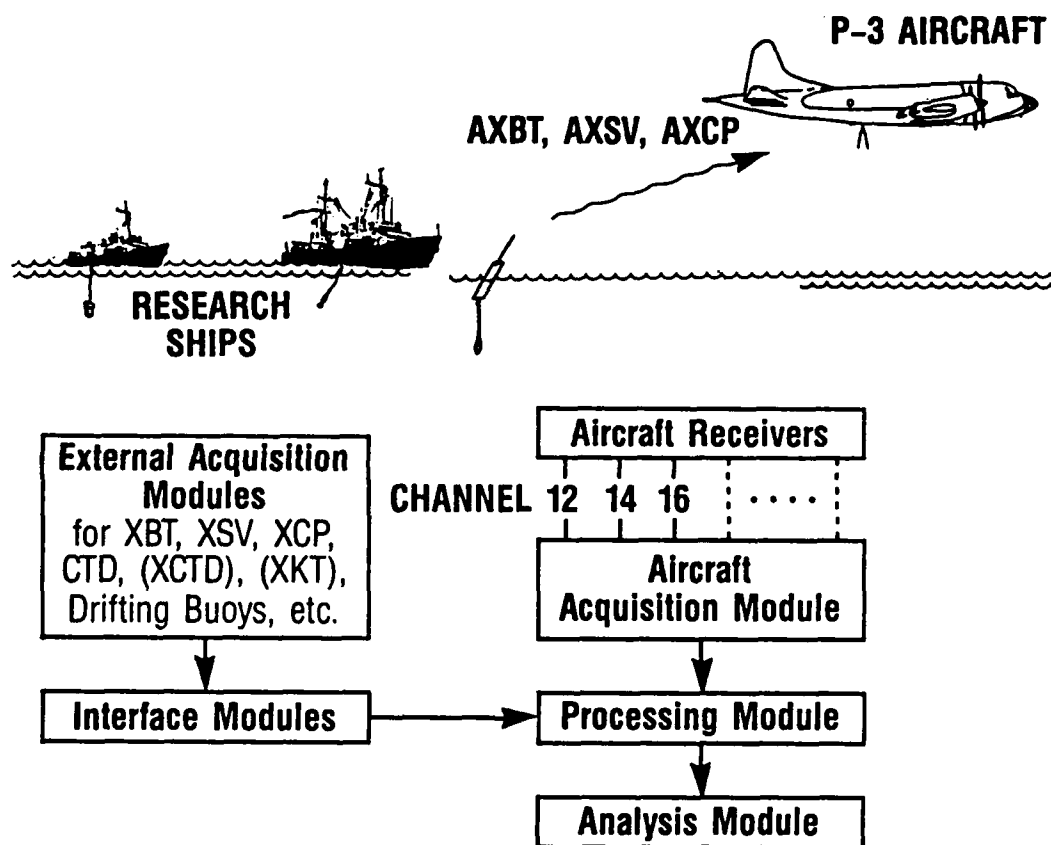 P-3 AIRCRAFT
AXBT, AXSV, AXCP
RESEARCH
SHIPS
External Acquisition
Modules
for XBT, XSV, XCP,
CTD, (XCTD), (XKT),
Drifting Buoys, etc.
Aircraft Receivers
CHANNEL 12 14 16 ....
Aircraft
Acquisition Module
Interface Modules
Processing Module
Analysis Module